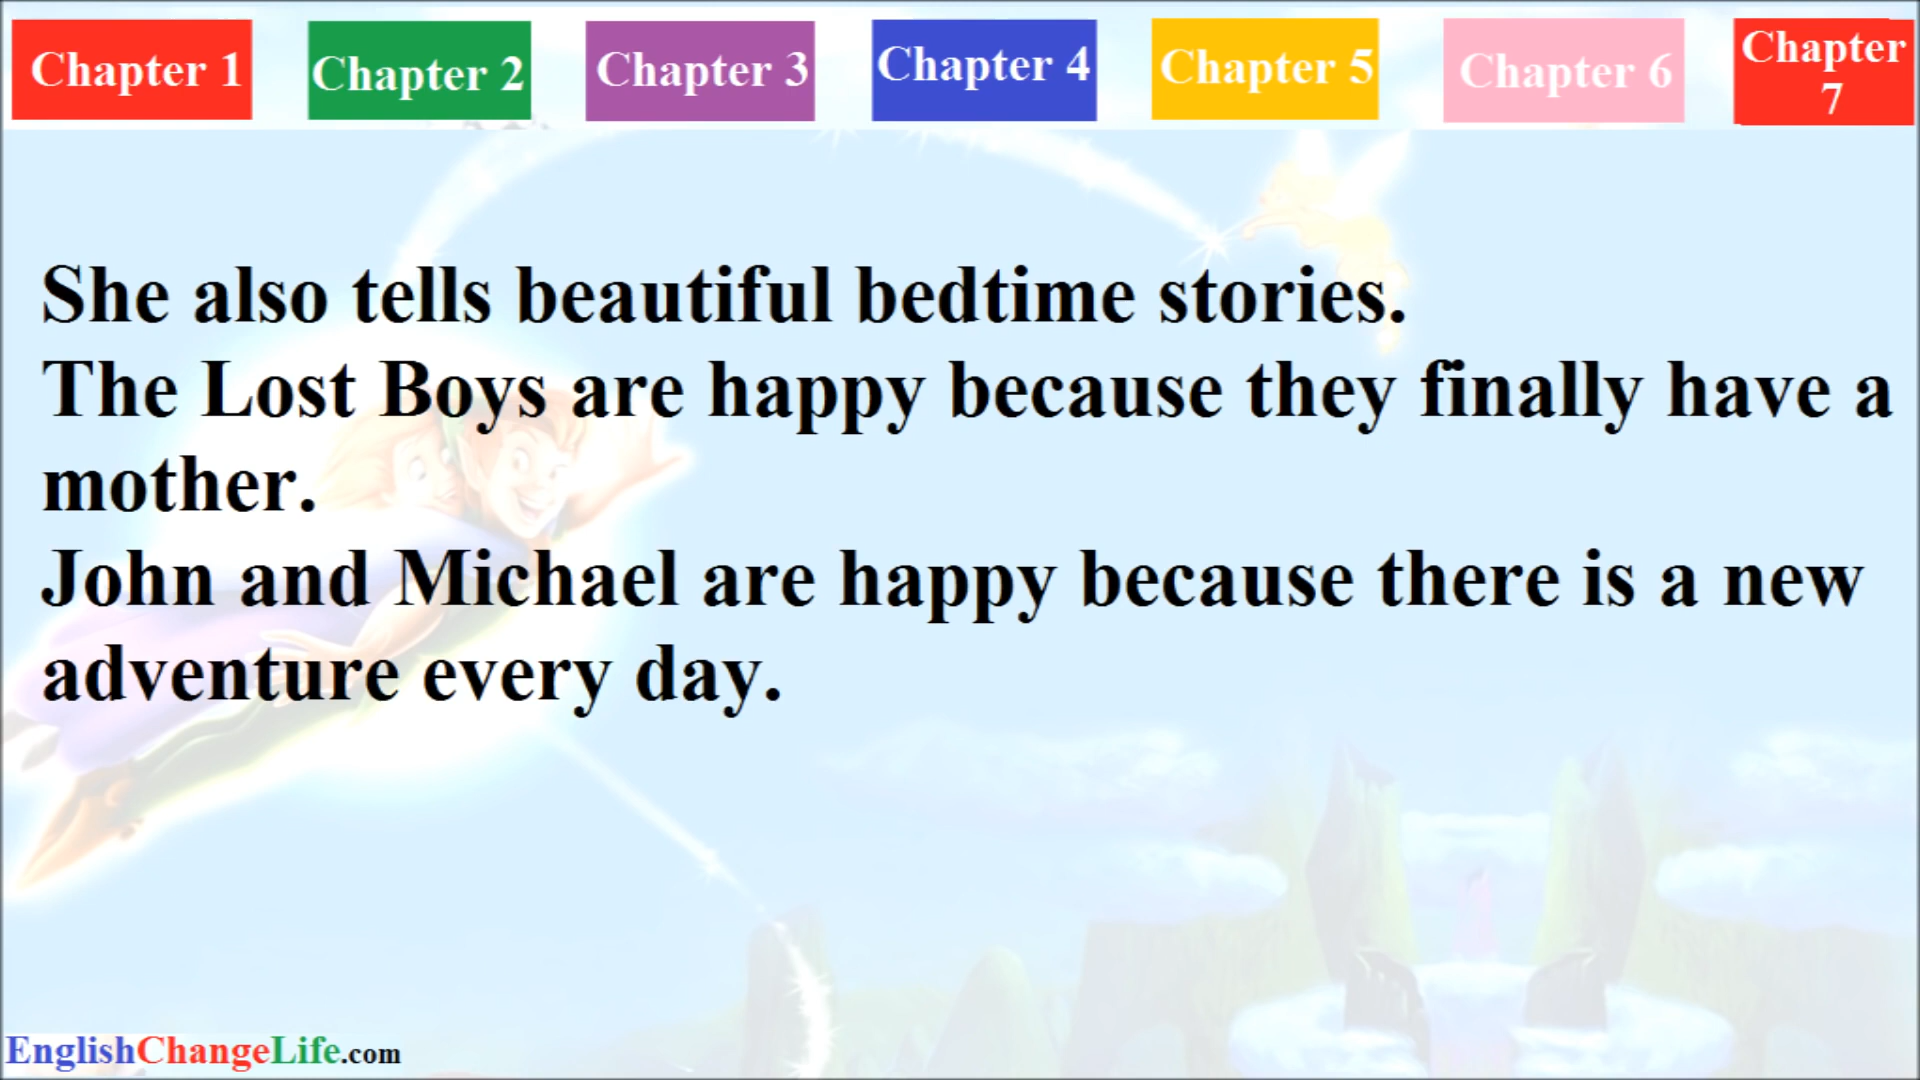 Chapter 1
Chapter 2
Chapter 3
Chapter 4
Chapter 5
Chapter 6
Chapter
7
She also tells beautiful bedtime stories.
The Lost Boys are happy because they finally have a
mother.
John and Michael are happy because there is a new
adventure every day.
EnglishChangeLife.com